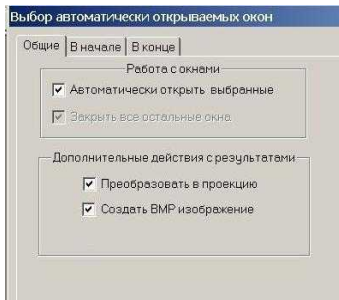 Выбор автоматически открываемых окон
Общие В начале В конце
Работа с окнами
Автоматически открыть выбранные
Закрыть все остальные окна
Дополнительные действия с результатами
Преобразовать в проекцию
Создать BMP изображение